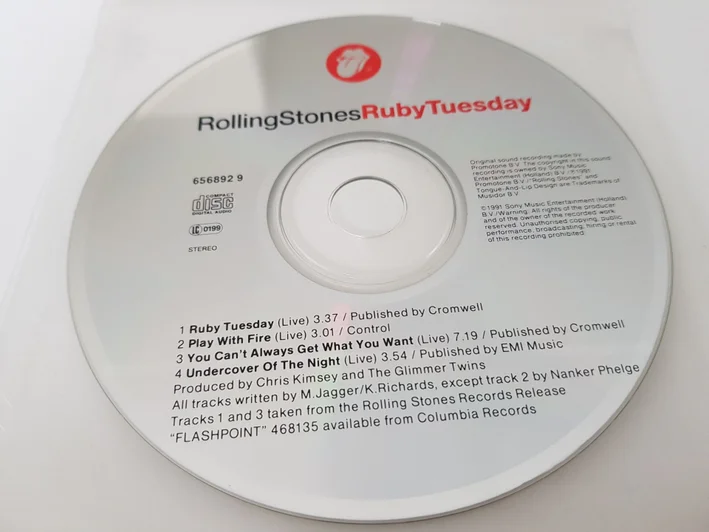 RollingStonesRubyTuesday
656892 9
COMPACT
disc
DIGITAL AUDIO
LC 0199
STEREO
Original sound recording made by
Promotone B.V. The copyright in this sound
recording is owned by Sony Music
Entertainment (Holland) B.V./℗1991
Promotone B.V./"Rolling Stones" and
Tongue-And-Lip Design are Trademarks of
Musidor B.V.
©1991 Sony Music Entertainment (Holland)
B.V./Warning: All rights of the producer
and of the owner of the recorded work
reserved. Unauthorised copying, public
performance, broadcasting, hiring or rental
of this recording prohibited.
1 Ruby Tuesday (Live) 3.37 / Published by Cromwell
2 Play With Fire (Live) 3.01 / Control
3 You Can't Always Get What You Want (Live) 7.19 / Published by Cromwell
4 Undercover Of The Night (Live) 3.54 / Published by EMI Music
Produced by Chris Kimsey and The Glimmer Twins
All tracks written by M.Jagger/K.Richards, except track 2 by Nanker Phelge
Tracks 1 and 3 taken from the Rolling Stones Records Release
"FLASHPOINT" 468135 available from Columbia Records